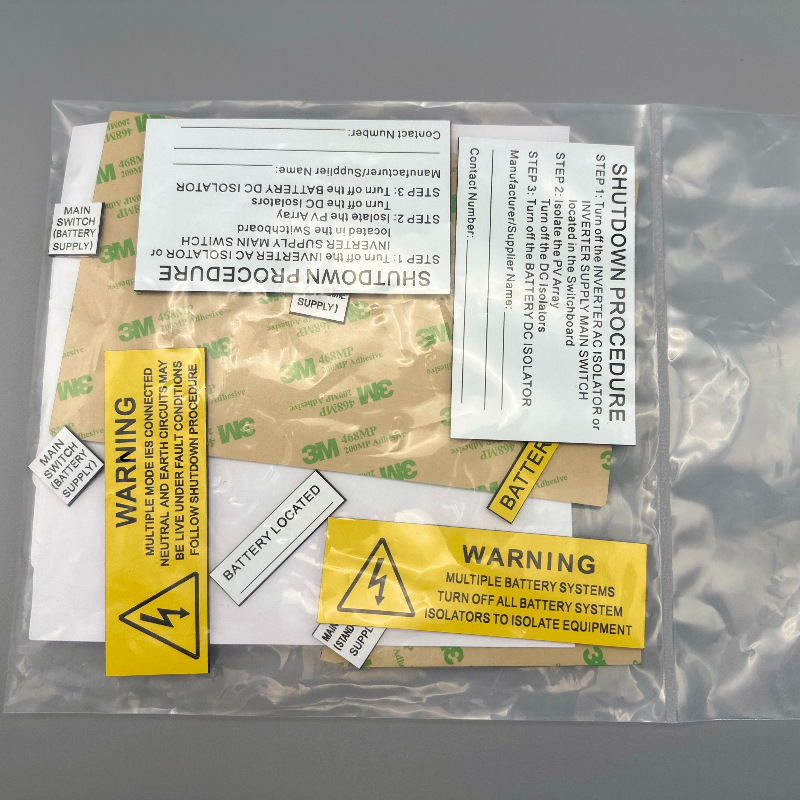 SHUTDOWN PROCEDURE
STEP 1: Turn off the INVERTER AC ISOLATOR or
INVERTER SUPPLY MAIN SWITCH
located in the Switchboard
STEP 2: Isolate the PV Array
Turn off the DC Isolators
STEP 3: Turn off the BATTERY DC ISOLATOR
Manufacturer/Supplier Name:
Contact Number:
SHUTDOWN PROCEDURE
STEP 1: Turn off the INVERTER AC ISOLATOR or
INVERTER SUPPLY MAIN SWITCH
located in the Switchboard
STEP 2: Isolate the PV Array
Turn off the DC Isolators
STEP 3: Turn off the BATTERY DC ISOLATOR
Manufacturer/Supplier Name:
Contact Number:
MAIN
SWITCH
(BATTERY
SUPPLY)
SUPPLY)
MAIN
SWITCH
(BATTERY
SUPPLY)
WARNING
MULTIPLE MODE IES CONNECTED
NEUTRAL AND EARTH CIRCUITS MAY
BE LIVE UNDER FAULT CONDITIONS
FOLLOW SHUTDOWN PROCEDURE
BATTERY LOCATED
BATTERY
WARNING
MULTIPLE BATTERY SYSTEMS
TURN OFF ALL BATTERY SYSTEM
ISOLATORS TO ISOLATE EQUIPMENT
3M 468MP
200MP Adhesive